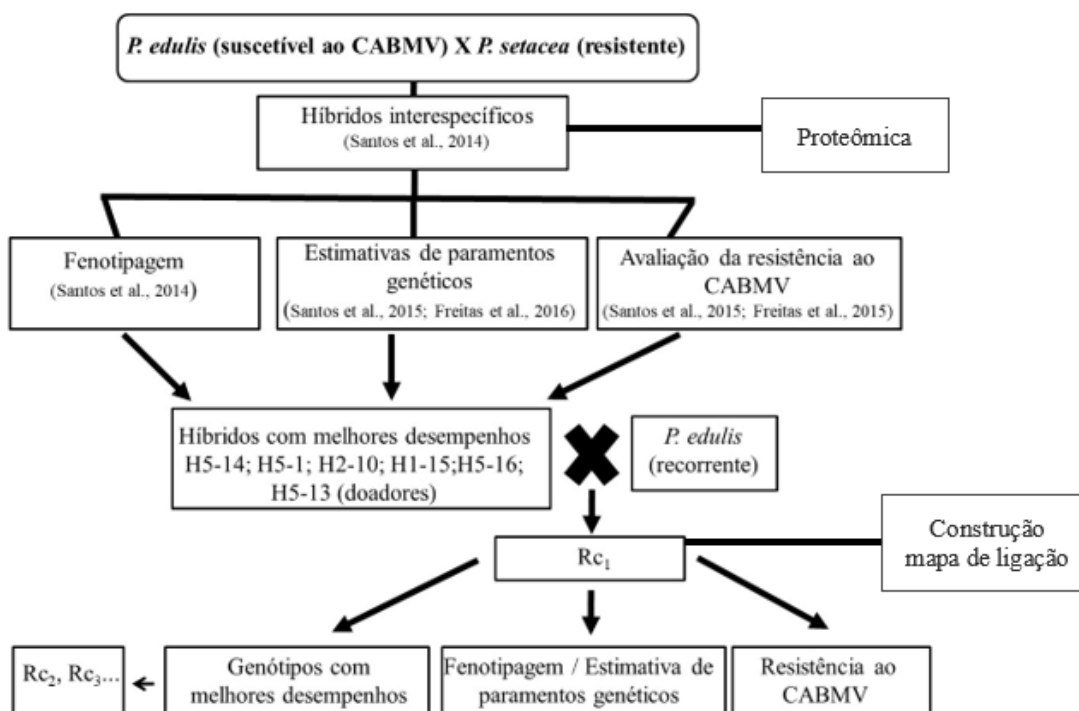 P. edulis (suscetível ao CABMV) X P. setacea (resistente)
Híbridos interespecíficos
(Santos et al., 2014)
Proteômica
Fenotipagem
(Santos et al., 2014)
Estimativas de paramentos
genéticos
(Santos et al., 2015; Freitas et al., 2016)
Avaliação da resistência ao
CABMV
(Santos et al., 2015; Freitas et al., 2015)
Híbridos com melhores desempenhos
H5-14; H5-1; H2-10; H1-15;H5-16;
H5-13 (doadores)
P. edulis
(recorrente)
Construção
mapa de ligação
Rc₁
Rc₂, Rc₃...
Genótipos com
melhores desempenhos
Fenotipagem / Estimativa de
paramentos genéticos
Resistência ao
CABMV